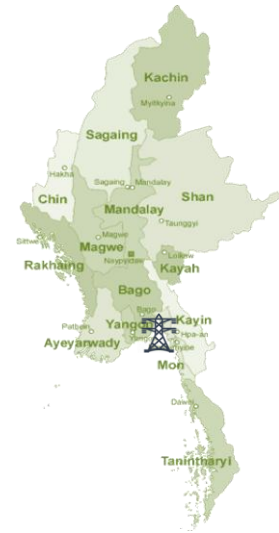 Kachin
Myitkyina
Sagaing
Hakha
Chin
Sagaing Mandalay
Shan
Mandalay
Taunggyi
Magwe
Magwe
Sittwe
Naypyidaw
Loikaw
Rakhaing
Kayah
Bago
Bago
Yangon
Kayin
Pathein
Hpa-an
Ayeyarwady
Mon
Dawei
Tanintharyi